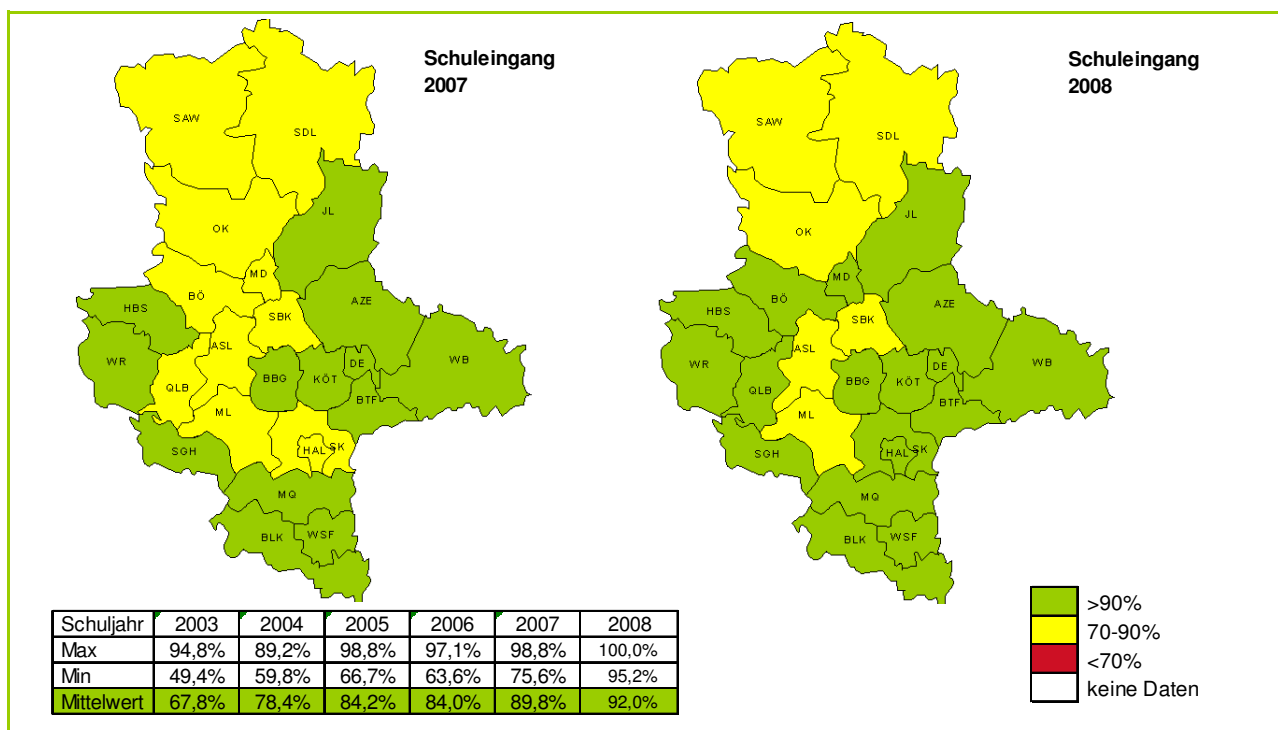 Schuleingang
2007
SAW
SDL
JL
OK
MD
BÖ
AZE
HBS
SBK
ASL
WR
WB
DE
BBG
KÖT
QLB
BTF
ML
SK
HAL
SGH
MQ
WSF
BLK
Schuleingang
2008
SAW
SDL
JL
OK
MD
BÖ
AZE
HBS
SBK
ASL
WR
WB
DE
BBG
KÖT
QLB
BTF
ML
SK
HAL
SGH
MQ
WSF
BLK
Schuljahr 2003 2004 2005 2006 2007 2008
Max 94,8% 89,2% 98,8% 97,1% 98,8% 100,0%
Min 49,4% 59,8% 66,7% 63,6% 75,6% 95,2%
Mittelwert 67,8% 78,4% 84,2% 84,0% 89,8% 92,0%
>90%
70-90%
<70%
keine Daten